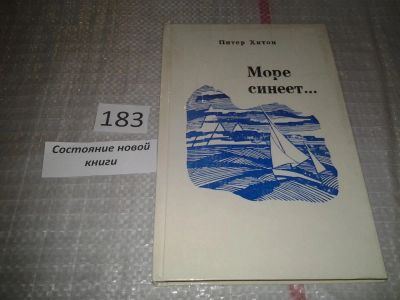 Питер Хитон
Море
синеет...
183
Состояние новой
книги